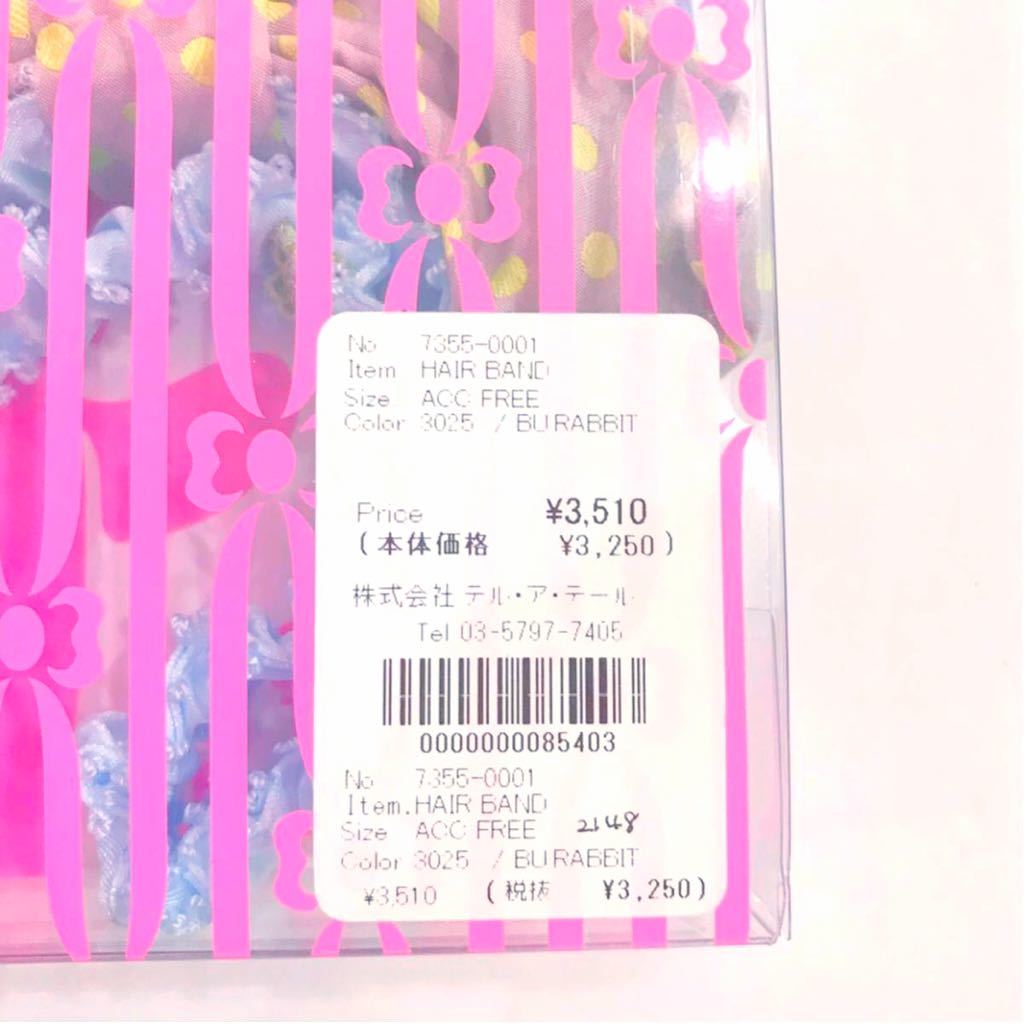 No 7355-0001
Item HAIR BAND
Size ACC FREE
Color 3025 / BU RABBIT
Price ¥3,510
(本体価格 ¥3,250)
株式会社 テル・ア・テール
Tel 03-5797-7405
0000000085403
No 7355-0001
Item. HAIR BAND
Size ACC FREE 2148
Color 3025 / BU RABBIT
¥3,510 (税抜 ¥3,250)